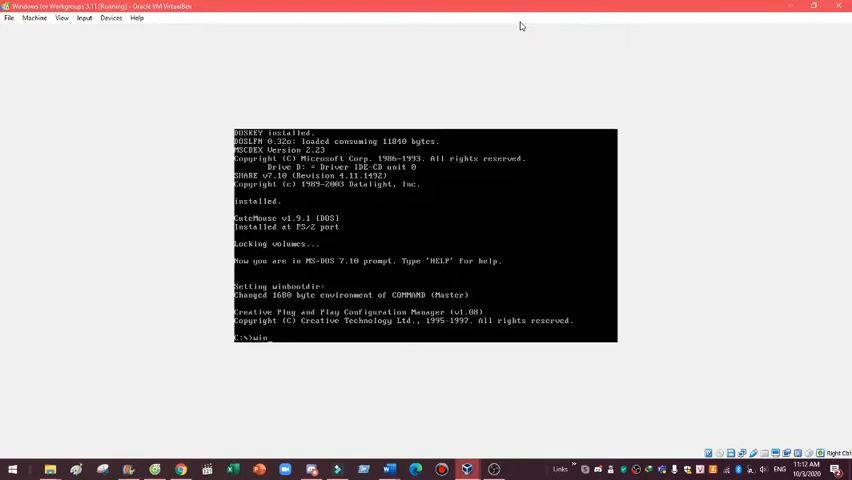 Windows for Workgroups 3.11 [Running] - Oracle VM VirtualBox
File Machine View Input Devices Help
DOSKEY installed.
DOSLFN 0.32o: loaded consuming 11840 bytes.
MSCDEX Version 2.23
Copyright (C) Microsoft Corp. 1986-1993. All rights reserved.
Drive D: = Driver IDE-CD unit 0
SHARE v7.10 (Revision 4.11.1492)
Copyright (c) 1989-2003 Datalight, Inc.
installed.
CuteMouse v1.9.1 [DOS]
Installed at PS/2 port
Locking volumes...
Now you are in MS-DOS 7.10 prompt. Type 'HELP' for help.
Setting winbootdir=
Changed 1680 byte environment of COMMAND (Master)
Creative Plug and Play Configuration Manager (v1.08)
Copyright (C) Creative Technology Ltd., 1995-1997. All rights reserved.
C:\>win_
Right Ctrl
Links
11:12 AM
10/3/2020